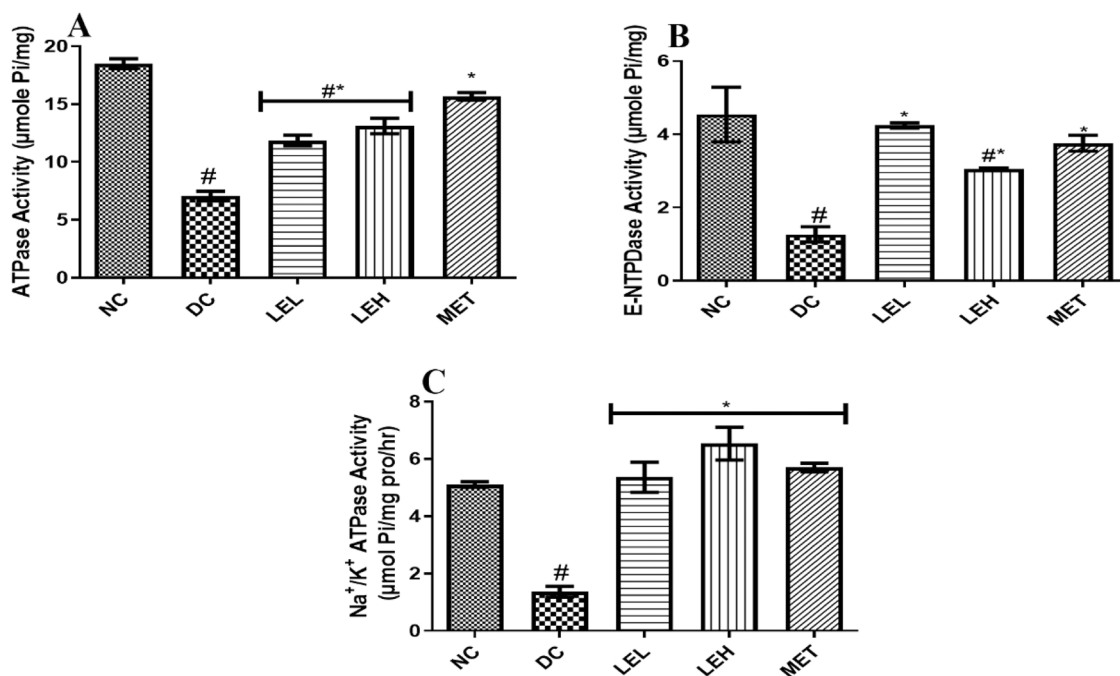 A
ATPase Activity (µmole Pi/mg)
20
15
10
5
0
#
#*
*
NC
DC
LEL
LEH
MET
B
E-NTPDase Activity (µmole Pi/mg)
6
4
2
0
#
*
#*
*
NC
DC
LEL
LEH
MET
C
Na⁺/K⁺ ATPase Activity
(µmol Pi/mg pro/hr)
8
6
4
2
0
#
*
NC
DC
LEL
LEH
MET